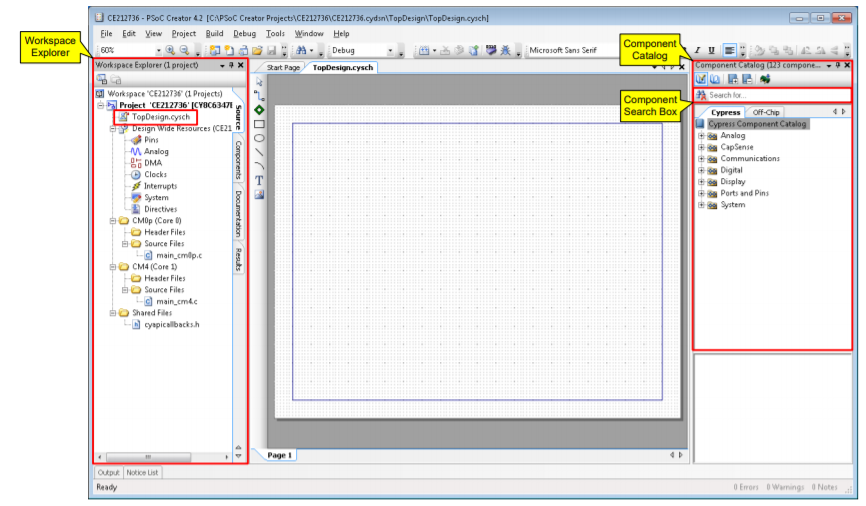 CE212736 - PSoC Creator 4.2 [C:\PSoC Creator Projects\CE212736\CE212736.cydsn\TopDesign\TopDesign.cysch]
File Edit View Project Build Debug Tools Window Help
60% Debug Microsoft Sans Serif I U
Workspace
Explorer
Component
Catalog
Component
Search Box
Workspace Explorer (1 project)
Workspace 'CE212736' (1 Projects)
Project 'CE212736' [CY8C6347I
TopDesign.cysch
Design Wide Resources (CE21
Pins
Analog
DMA
Clocks
Interrupts
System
Directives
CM0p (Core 0)
Header Files
Source Files
main_cm0p.c
CM4 (Core 1)
Header Files
Source Files
main_cm4.c
Shared Files
cyapicallbacks.h
Source
Components
Documentation
Results
Start Page TopDesign.cysch
T
Page 1
Component Catalog (123 compone...
Search for...
Cypress Off-Chip
Cypress Component Catalog
Analog
CapSense
Communications
Digital
Display
Ports and Pins
System
Output Notice List
Ready
0 Errors 0 Warnings 0 Notes